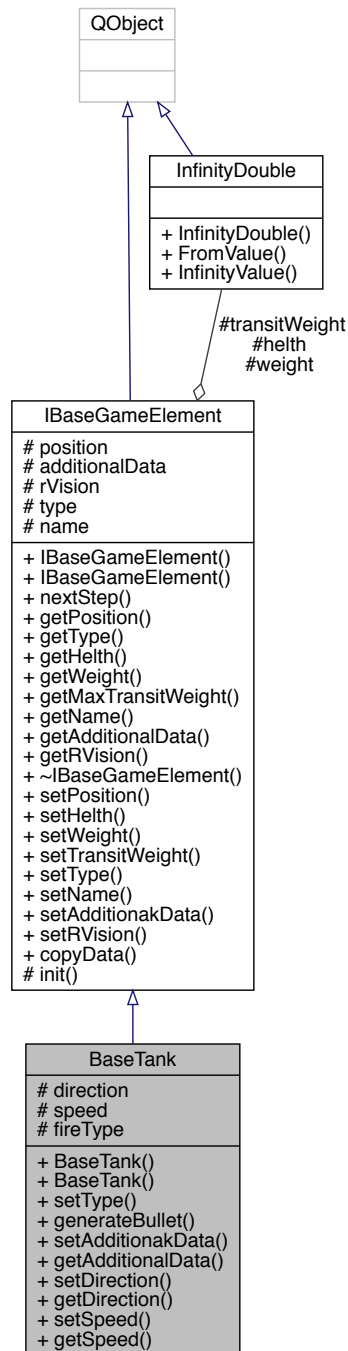 QObject
InfinityDouble
+ InfinityDouble()
+ FromValue()
+ InfinityValue()
#transitWeight
#helth
#weight
IBaseGameElement
# position
# additionalData
# rVision
# type
# name
+ IBaseGameElement()
+ IBaseGameElement()
+ nextStep()
+ getPosition()
+ getType()
+ getHelth()
+ getWeight()
+ getMaxTransitWeight()
+ getName()
+ getAdditionalData()
+ getRVision()
+ ~IBaseGameElement()
+ setPosition()
+ setHelth()
+ setWeight()
+ setTransitWeight()
+ setType()
+ setName()
+ setAdditionakData()
+ setRVision()
+ copyData()
# init()
BaseTank
# direction
# speed
# fireType
+ BaseTank()
+ BaseTank()
+ setType()
+ generateBullet()
+ setAdditionakData()
+ getAdditionalData()
+ setDirection()
+ getDirection()
+ setSpeed()
+ getSpeed()